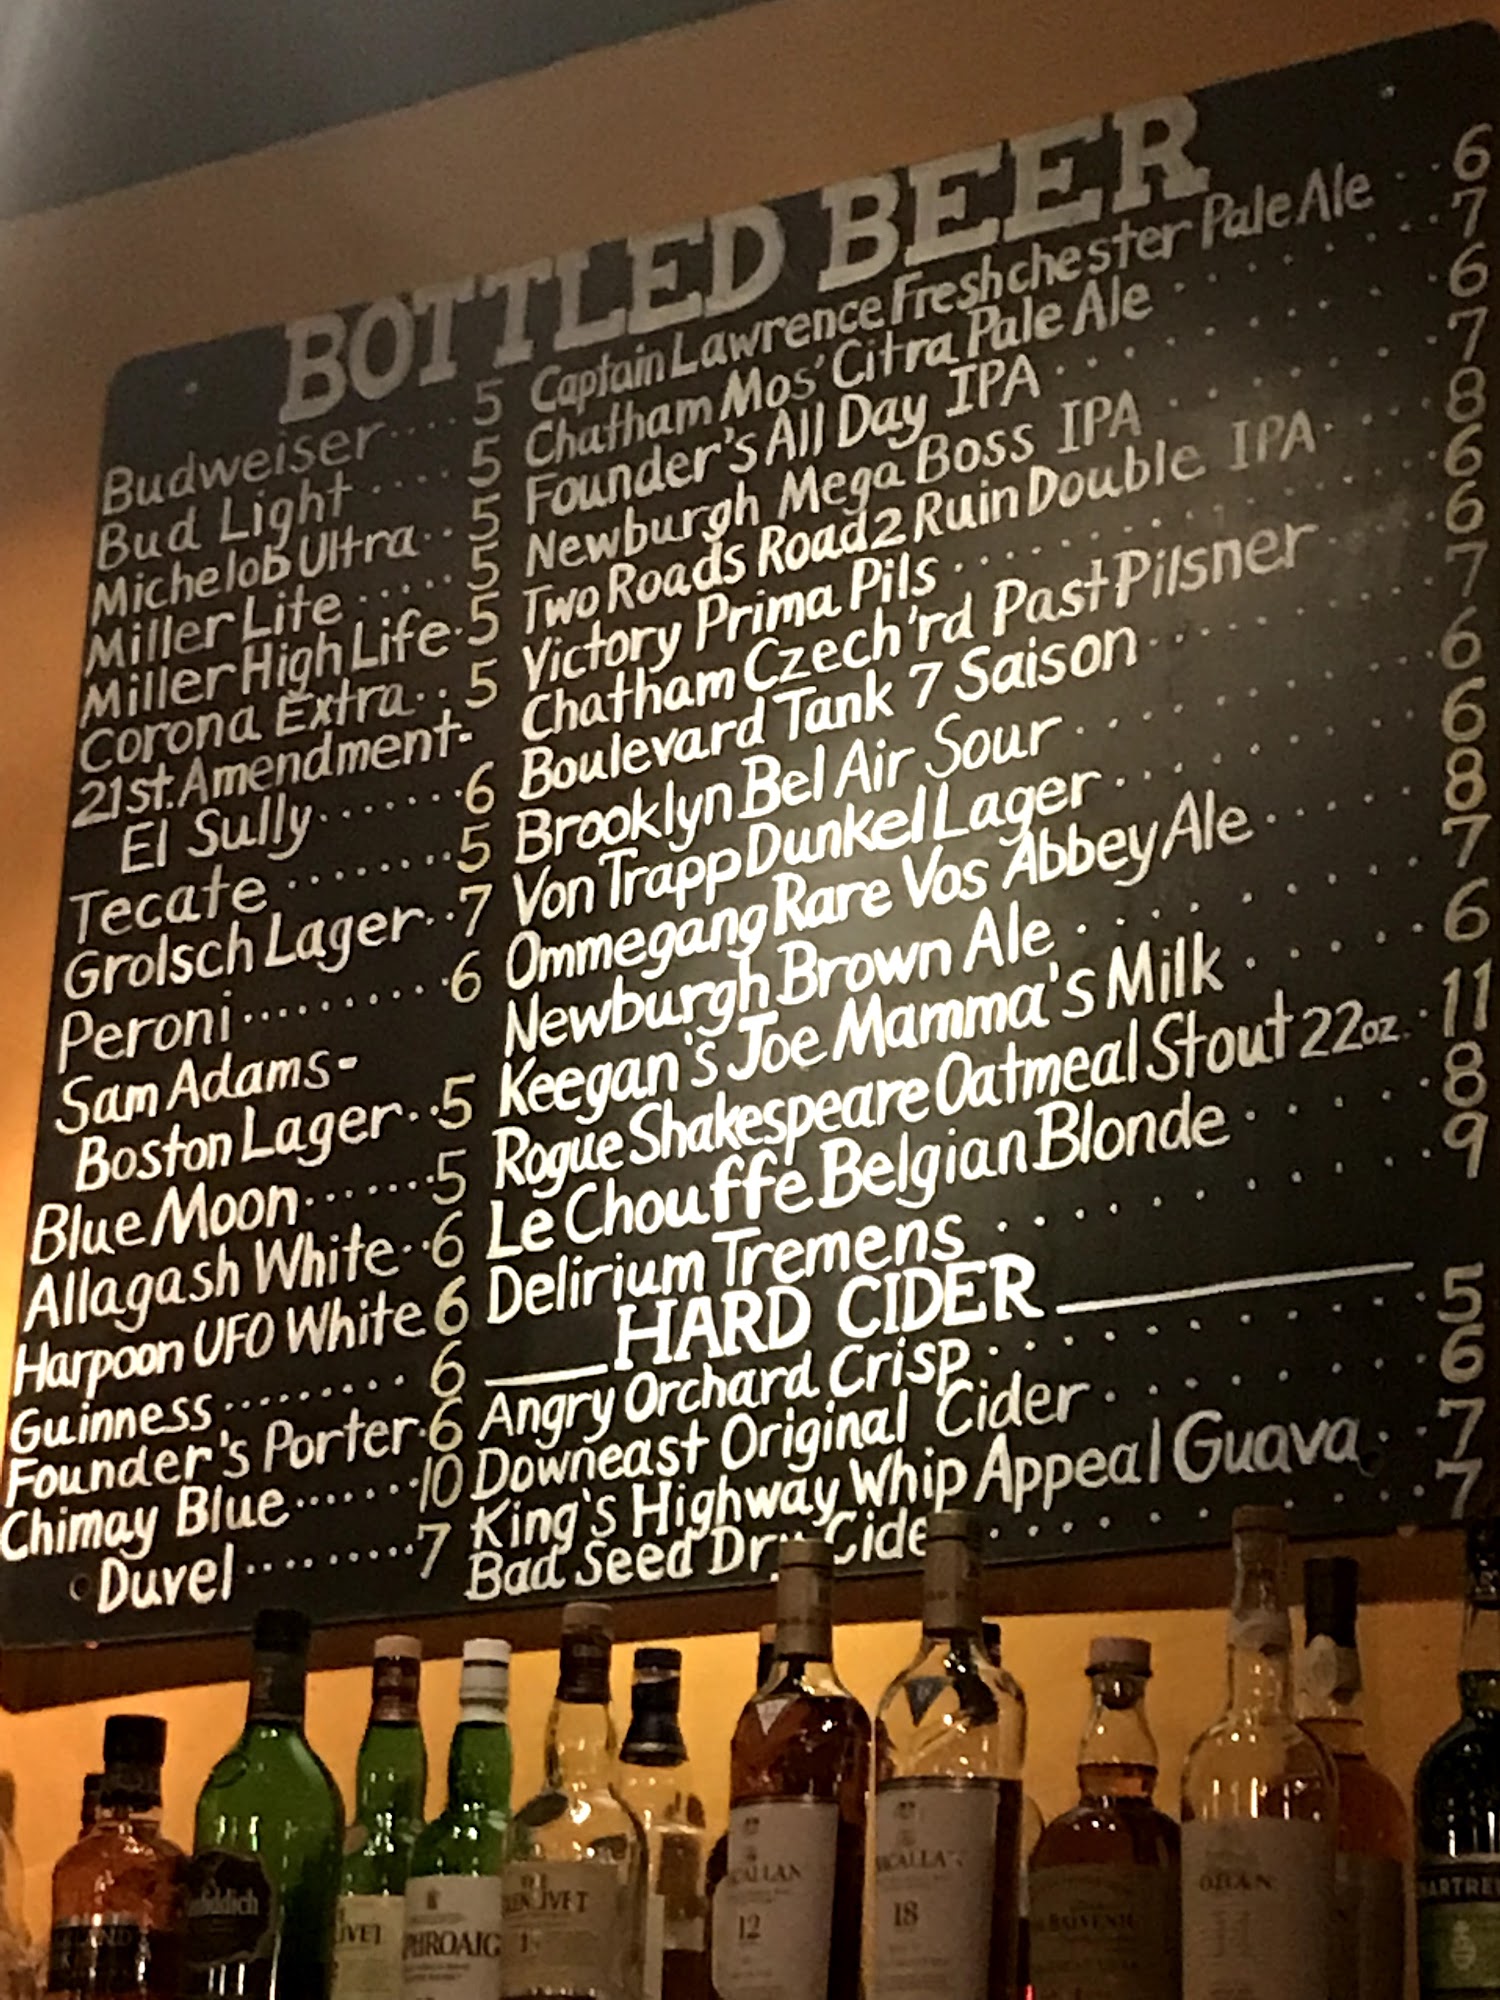 BOTTLED BEER
Budweiser....5
Bud Light....5
Michelob Ultra..5
Miller Lite.....5
Miller High Life.5
Corona Extra..5
21st.Amendment-
El Sully.......6
Tecate.......5
Grolsch Lager..7
Peroni.........6
Sam Adams-
Boston Lager..5
Blue Moon.......5
Allagash White..6
Harpoon UFO White 6
Guinness.........6
Founder's Porter.6
Chimay Blue.......10
Duvel.........7
Captain Lawrence Freshchester Pale Ale..6
Chatham Mos' Citra Pale Ale.......7
Founder's All Day IPA.........6
Newburgh Mega Boss IPA.......7
Two Roads Road 2 Ruin Double IPA...8
Victory Prima Pils...........6
Chatham Czech'rd Past Pilsner....6
Boulevard Tank 7 Saison.......7
Brooklyn Bel Air Sour.........6
Von Trapp Dunkel Lager........6
Ommegang Rare Vos Abbey Ale.....8
Newburgh Brown Ale.........7
Keegan's Joe Mamma's Milk.....6
Rogue Shakespeare Oatmeal Stout 22oz.·11
Le Chouffe Belgian Blonde.....8
Delirium Tremens.........9
HARD CIDER
Angry Orchard Crisp.........5
Downeast Original Cider.......6
King's Highway Whip Appeal Guava..7
Bad Seed Dry Cide.........7
LIVET
PHROAIG
GLENLIVET
MACALLAN
12
MACALLAN
18
BALVENIE
OBAN
HARTRE